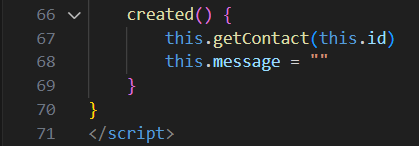 66 created() {
67 this.getContact(this.id)
68 this.message = ""
69 }
70 }
71 </script>